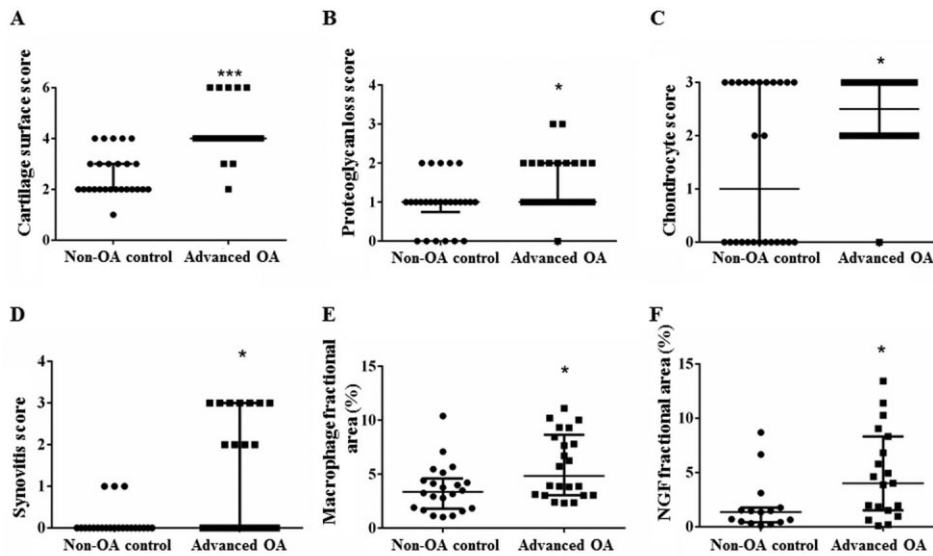 A
Cartilage surface score
6
4
2
0
***
Non-OA control
Advanced OA
B
Proteoglycan loss score
4
3
2
1
0
*
Non-OA control
Advanced OA
C
Chondrocyte score
3
2
1
0
*
Non-OA control
Advanced OA
D
Synovitis score
4
3
2
1
0
*
Non-OA control
Advanced OA
E
Macrophage fractional
area (%)
15
10
5
0
*
Non-OA control
Advanced OA
F
NGF fractional area (%)
15
10
5
0
*
Non-OA control
Advanced OA